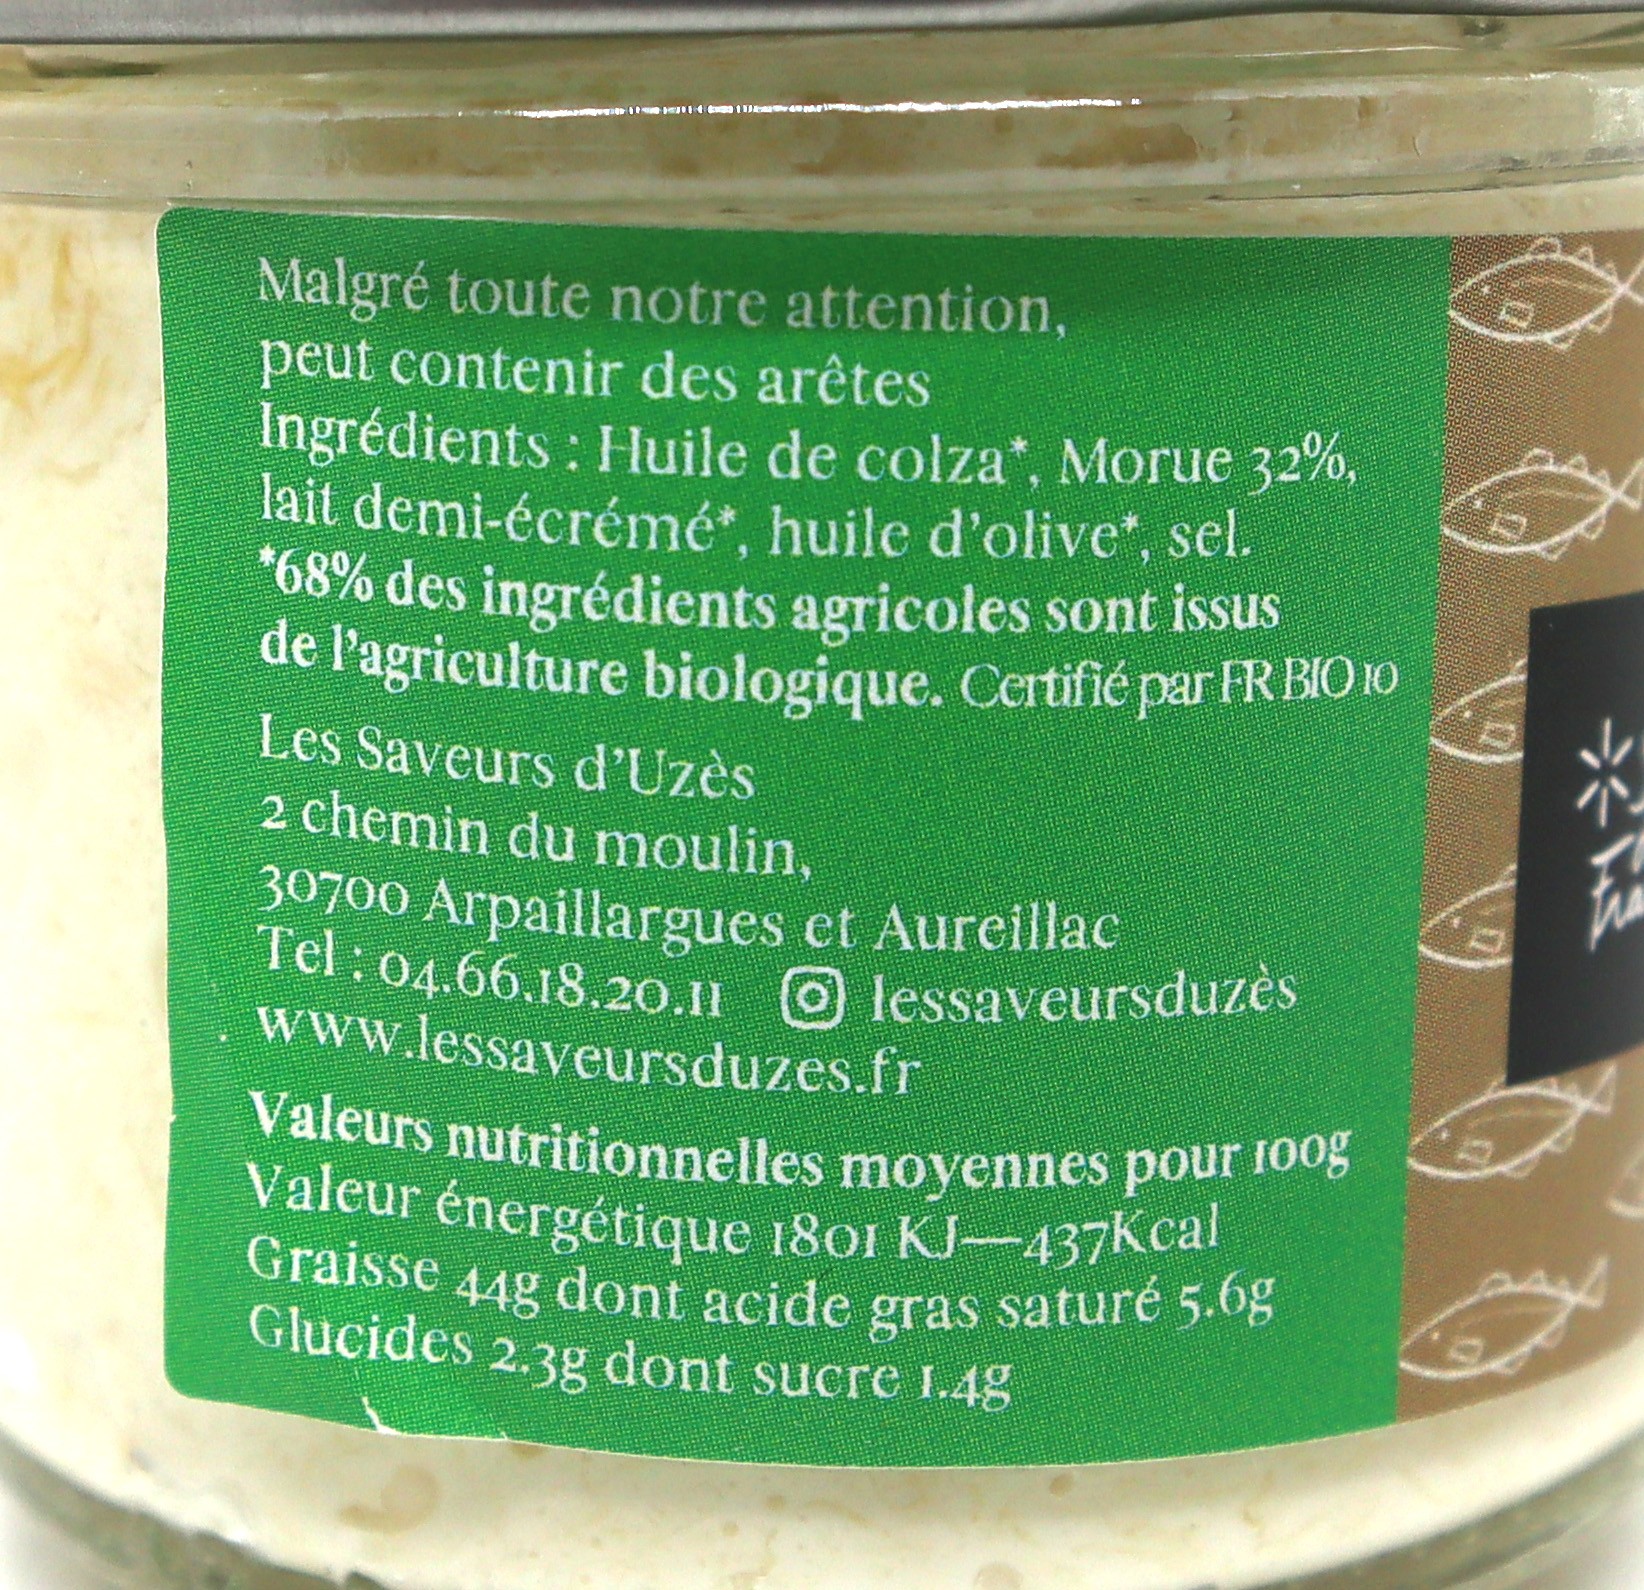 Malgré toute notre attention,
peut contenir des arêtes
Ingrédients : Huile de colza*, Morue 32%,
lait demi-écrémé*, huile d'olive*, sel.
*68% des ingrédients agricoles sont issus
de l'agriculture biologique. Certifié par FR BIO 10
Les Saveurs d'Uzès
2 chemin du moulin,
30700 Arpaillargues et Aureillac
Tel : 04.66.18.20.11 lessaveursduzès
www.lessaveursduzes.fr
Valeurs nutritionnelles moyennes pour 100g
Valeur énergétique 1801 KJ—437Kcal
Graisse 44g dont acide gras saturé 5.6g
Glucides 2.3g dont sucre 1.4g